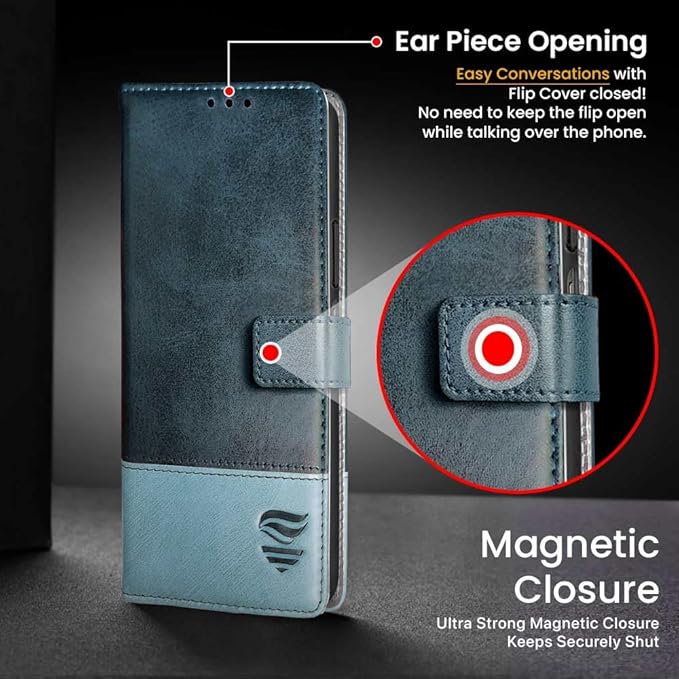 Ear Piece Opening
Easy Conversations with
Flip Cover closed!
No need to keep the flip open
while talking over the phone.
Magnetic
Closure
Ultra Strong Magnetic Closure
Keeps Securely Shut